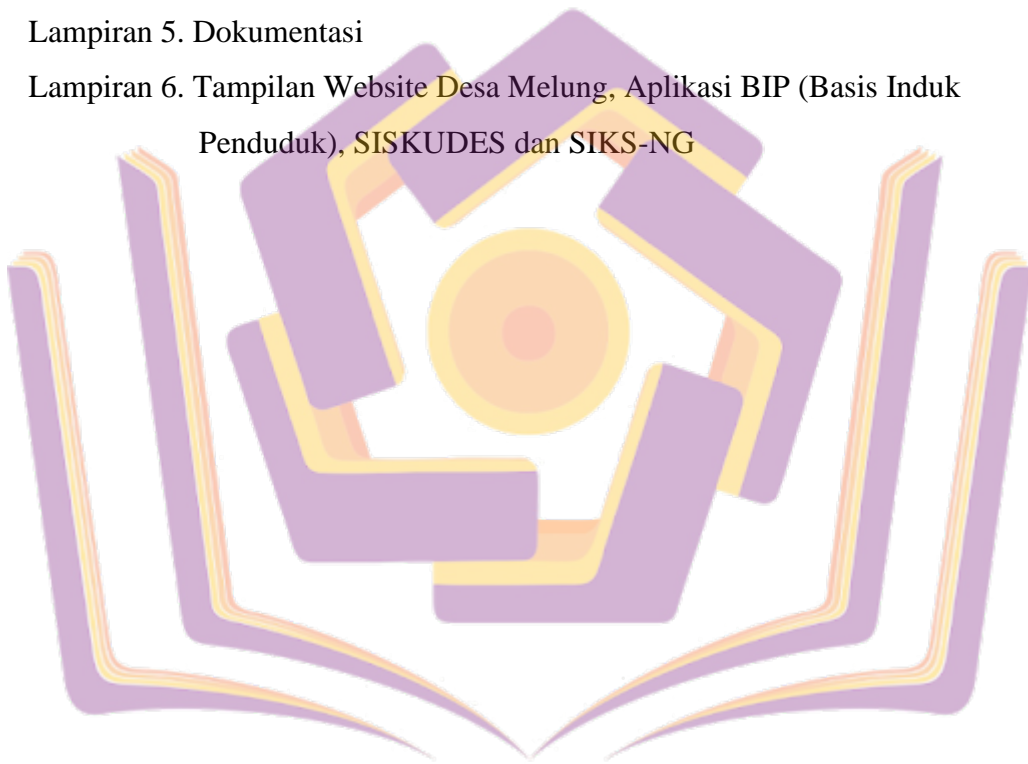 Lampiran 5. Dokumentasi
Lampiran 6. Tampilan Website Desa Melung, Aplikasi BIP (Basis Induk
Penduduk), SISKUDES dan SIKS-NG